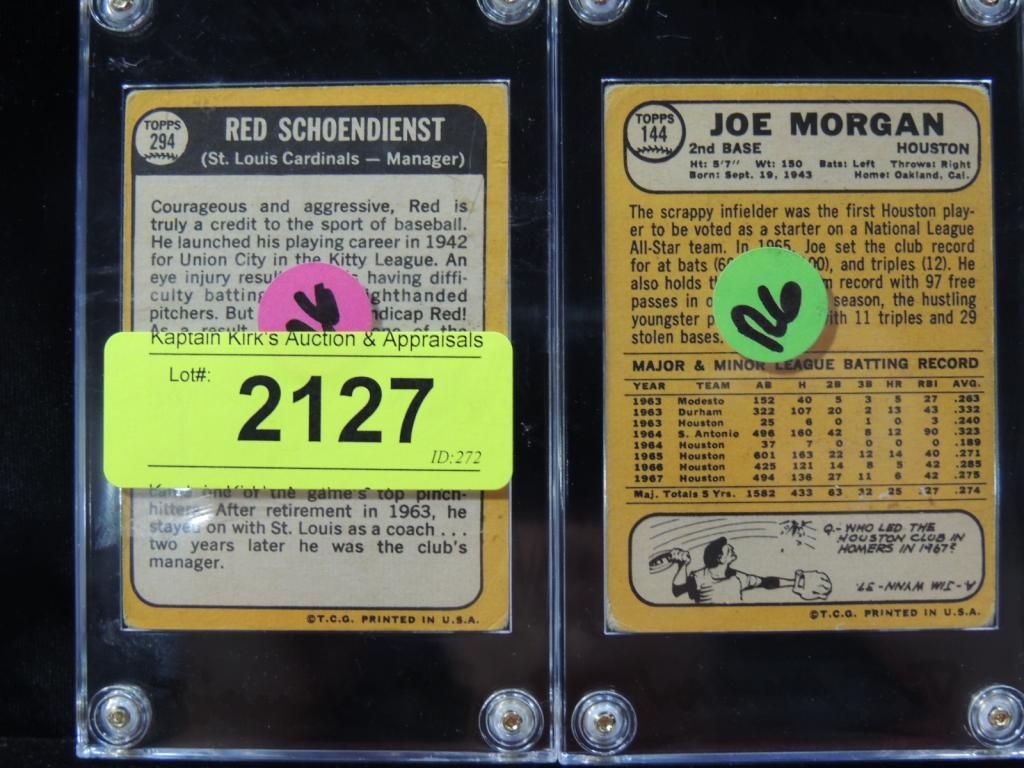 TOPPS
294
RED SCHOENDIENST
(St. Louis Cardinals — Manager)
Courageous and aggressive, Red is
truly a credit to the sport of baseball.
He launched his playing career in 1942
for Union City in the Kitty League. An
eye injury having diffi-
culty batting
pitchers. But Red!
As a result of the
Kaptain Kirk's Auction & Appraisals
Lot#:
2127
ID:272
one of the game's top pinch-
hitters. After retirement in 1963, he
stayed on with St. Louis as a coach . . .
two years later he was the club's
manager.
©T.C.G. PRINTED IN U.S.A.
TOPPS
144
JOE MORGAN
2nd BASE HOUSTON
Ht: 5'7" Wt: 150 Bats: Left Throws: Right
Born: Sept. 19, 1943 Home: Oakland, Cal.
The scrappy infielder was the first Houston play-
er to be voted as a starter on a National League
All-Star team. In 1965, Joe set the club record
for at bats and triples (12). He
also holds record with 97 free
passes in season, the hustling
youngster with 11 triples and 29
stolen bases.
MAJOR & MINOR LEAGUE BATTING RECORD
YEAR TEAM AB H 2B 3B HR RBI AVG.
1963 Modesto 152 40 5 3 5 27 .263
1963 Durham 322 107 20 2 13 43 .332
1963 Houston 25 6 0 1 0 3 .240
1964 S. Antonio 496 160 42 8 12 90 .323
1964 Houston 37 7 0 0 0 0 .189
1965 Houston 601 163 22 12 14 40 .271
1966 Houston 425 121 14 8 5 42 .285
1967 Houston 494 136 27 11 6 42 .275
Maj. Totals 5 Yrs. 1582 433 63 32 25 127 .274
Q.- WHO LED THE
HOUSTON CLUB IN
HOMERS IN 1967?
A.- JIM WYNN - 37.
©T.C.G. PRINTED IN U.S.A.